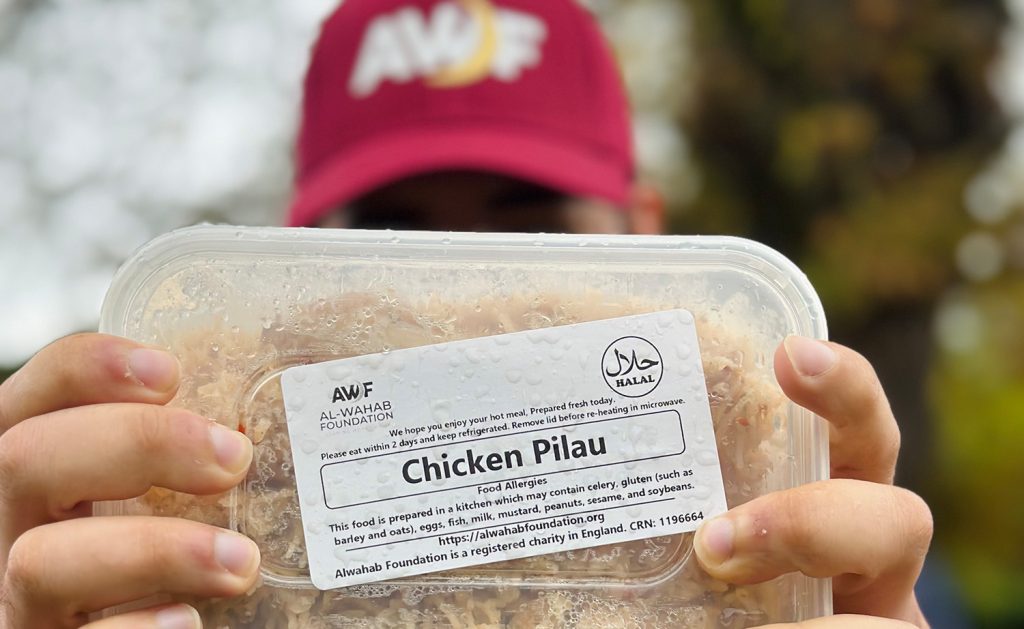 AWF
AWF
AL-WAHAB
FOUNDATION
حلال
HALAL
We hope you enjoy your hot meal, Prepared fresh today.
Please eat within 2 days and keep refrigerated. Remove lid before re-heating in microwave.
Chicken Pilau
Food Allergies
This food is prepared in a kitchen which may contain celery, gluten (such as
barley and oats), eggs, fish, milk, mustard, peanuts, sesame, and soybeans.
https://alwahabfoundation.org
Alwahab Foundation is a registered charity in England. CRN: 1196664